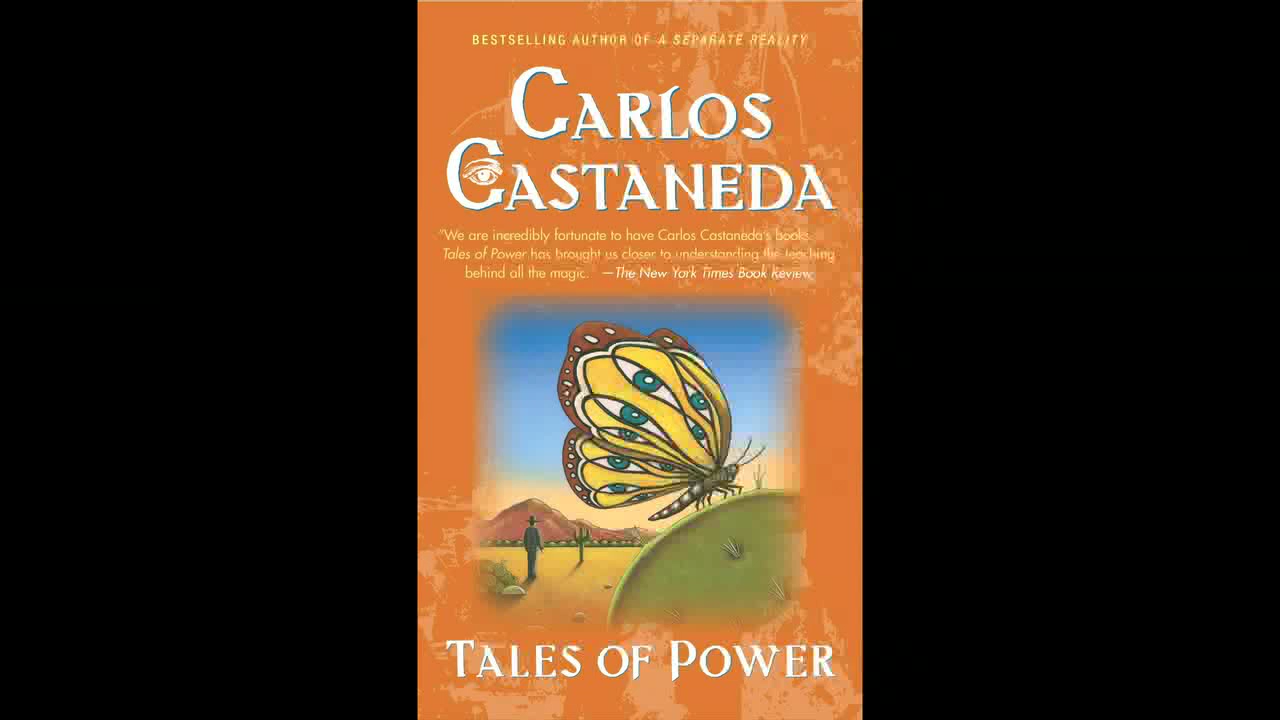 BESTSELLING AUTHOR OF A SEPARATE REALITY
CARLOS
CASTANEDA
"We are incredibly fortunate to have Carlos Castaneda's books.
Tales of Power has brought us closer to understanding the teaching
behind all the magic." —The New York Times Book Review
TALES OF POWER